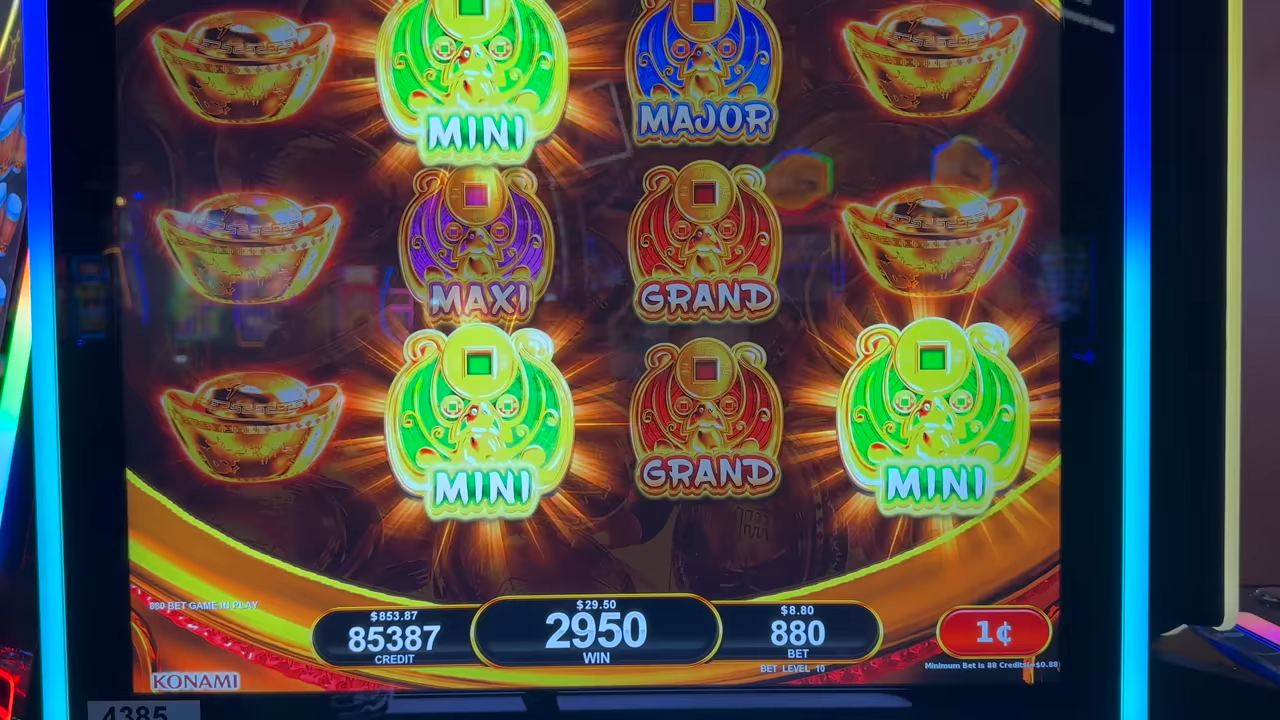 MINI
MAJOR
MAXI
GRAND
MINI
GRAND
MINI
880 BET GAME IN PLAY
$853.87
85387
CREDIT
$29.50
2950
WIN
$8.80
880
BET
BET LEVEL 10
1¢
Minimum Bet is 88 Credits(=$0.88)
KONAMI
4385